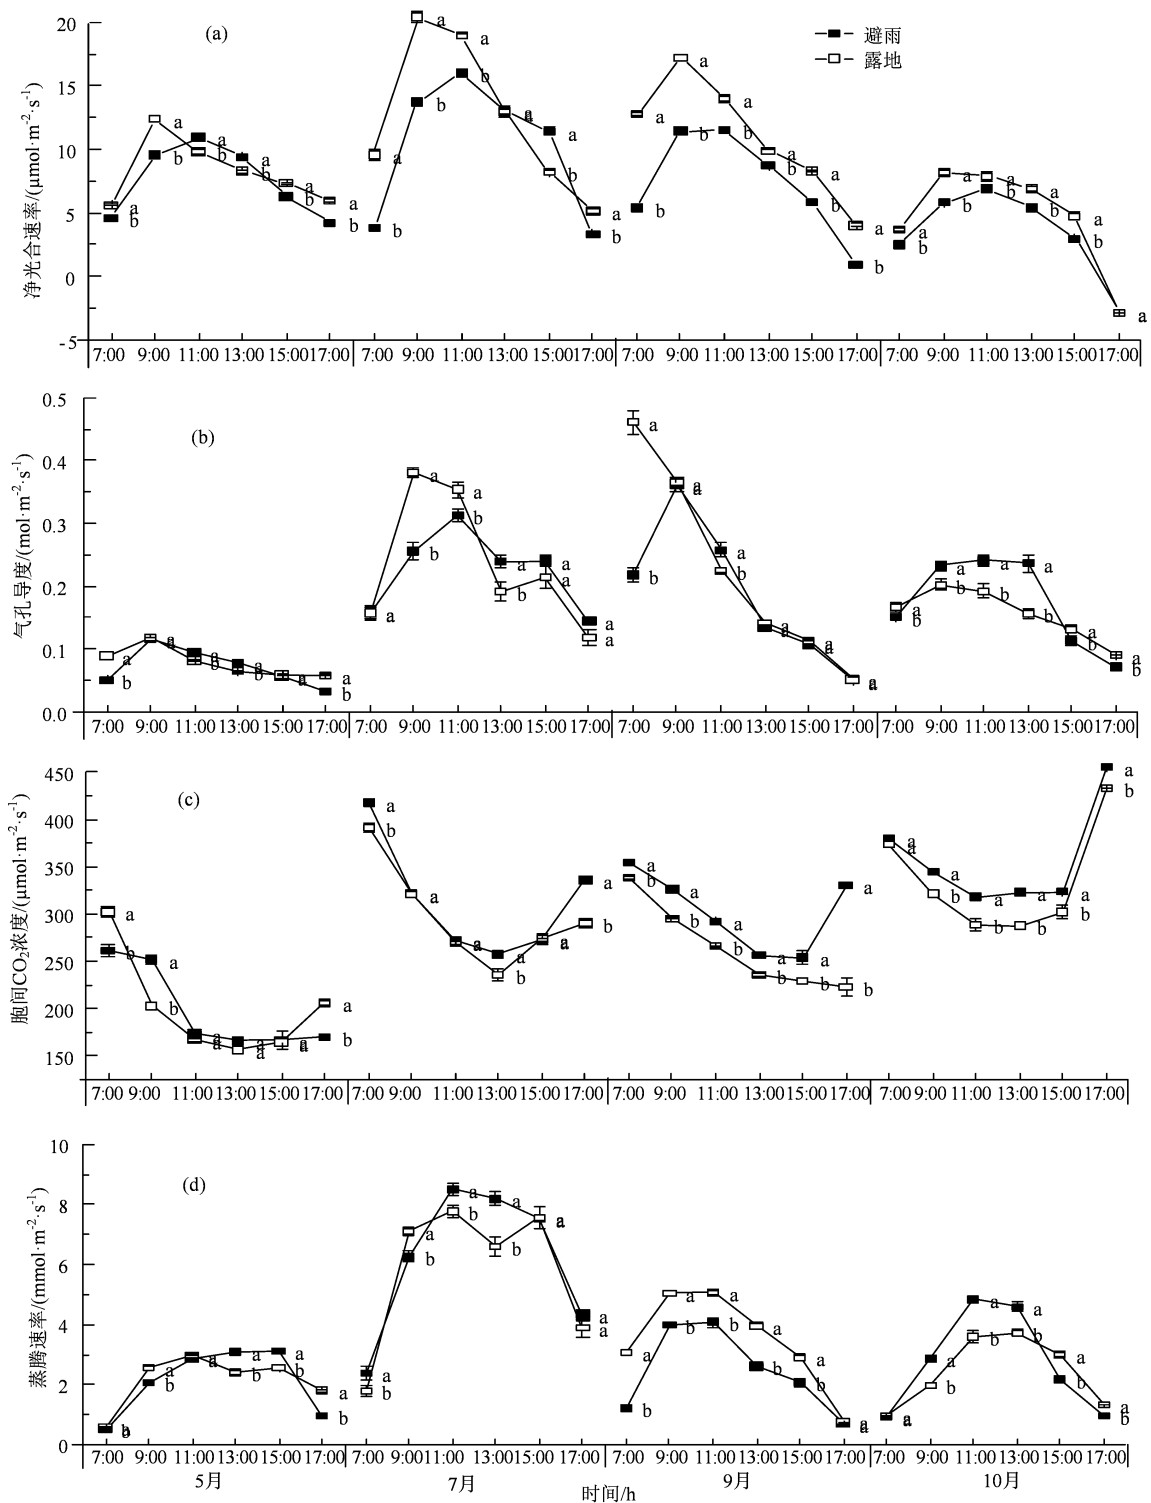 (a)
避雨
露地
净光合速率/(μmol·m⁻²·s⁻¹)
20
15
10
5
0
-5
a a b b a b a b a b a b
a b a b a b a a a b a b
a b a b a b a b a b a b
a b a b a b a b a b a
7:00 9:00 11:00 13:00 15:00 17:00 7:00 9:00 11:00 13:00 15:00 17:00 7:00 9:00 11:00 13:00 15:00 17:00 7:00 9:00 11:00 13:00 15:00 17:00
(b)
气孔导度/(mol·m⁻²·s⁻¹)
0.5
0.4
0.3
0.2
0.1
0.0
7:00 9:00 11:00 13:00 15:00 17:00 7:00 9:00 11:00 13:00 15:00 17:00 7:00 9:00 11:00 13:00 15:00 17:00 7:00 9:00 11:00 13:00 15:00 17:00
(c)
胞间CO₂浓度/(μmol·m⁻²·s⁻¹)
450
400
350
300
250
200
150
7:00 9:00 11:00 13:00 15:00 17:00 7:00 9:00 11:00 13:00 15:00 17:00 7:00 9:00 11:00 13:00 15:00 17:00 7:00 9:00 11:00 13:00 15:00 17:00
(d)
蒸腾速率/(mmol·m⁻²·s⁻¹)
10
8
6
4
2
0
7:00 9:00 11:00 13:00 15:00 17:00 7:00 9:00 11:00 13:00 15:00 17:00 7:00 9:00 11:00 13:00 15:00 17:00 7:00 9:00 11:00 13:00 15:00 17:00
5月 7月 9月 10月
时间/h